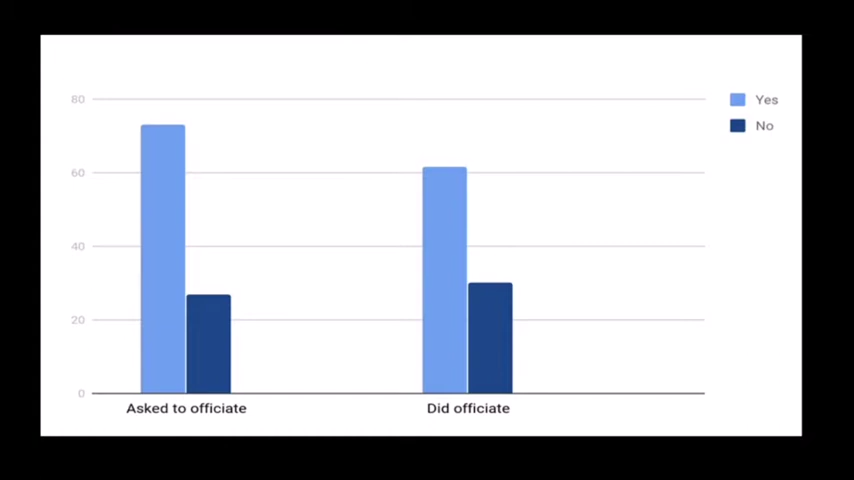 80
60
40
20
0
Asked to officiate
Did officiate
Yes
No